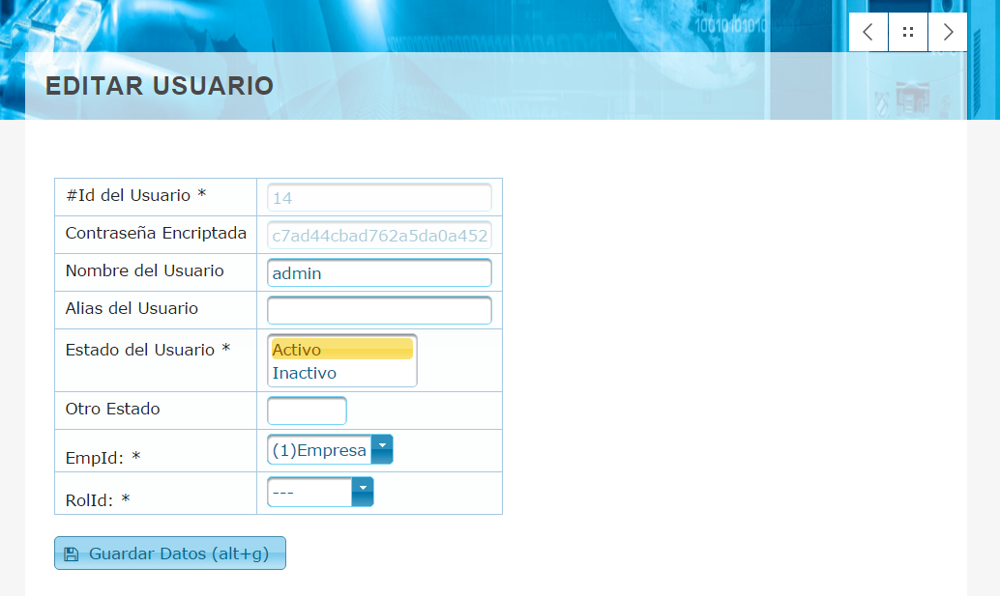 10010101010
EDITAR USUARIO
#Id del Usuario * 14
Contraseña Encriptada c7ad44cbad762a5da0a452
Nombre del Usuario admin
Alias del Usuario
Estado del Usuario * Activo
Inactivo
Otro Estado
EmpId: * (1)Empresa
RolId: * ---
Guardar Datos (alt+g)